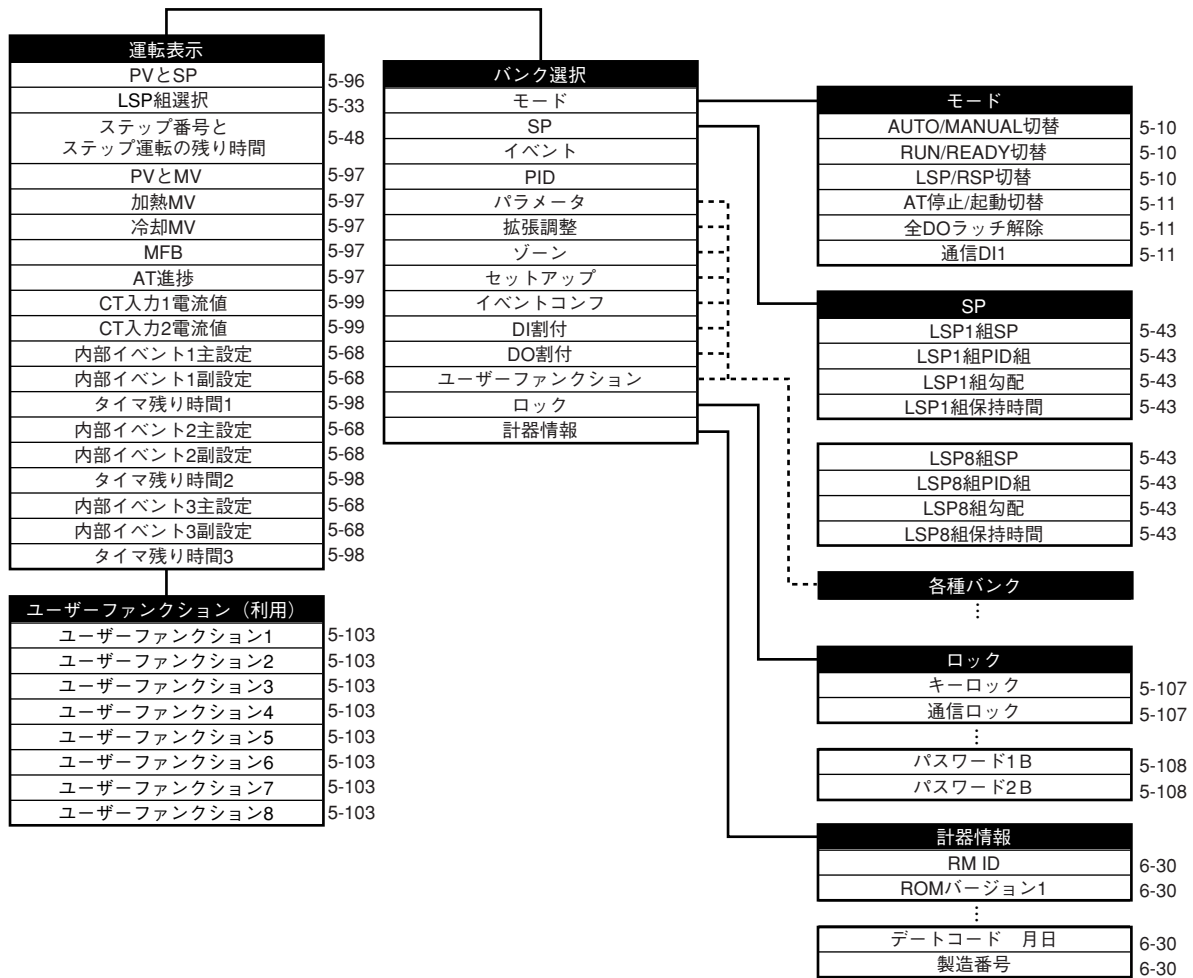 運転表示
PVとSP 5-96
LSP組選択 5-33
ステップ番号と
ステップ運転の残り時間 5-48
PVとMV 5-97
加熱MV 5-97
冷却MV 5-97
MFB 5-97
AT進捗 5-97
CT入力1電流値 5-99
CT入力2電流値 5-99
内部イベント1主設定 5-68
内部イベント1副設定 5-68
タイマ残り時間1 5-98
内部イベント2主設定 5-68
内部イベント2副設定 5-68
タイマ残り時間2 5-98
内部イベント3主設定 5-68
内部イベント3副設定 5-68
タイマ残り時間3 5-98
ユーザーファンクション（利用）
ユーザーファンクション1 5-103
ユーザーファンクション2 5-103
ユーザーファンクション3 5-103
ユーザーファンクション4 5-103
ユーザーファンクション5 5-103
ユーザーファンクション6 5-103
ユーザーファンクション7 5-103
ユーザーファンクション8 5-103
バンク選択
モード
SP
イベント
PID
パラメータ
拡張調整
ゾーン
セットアップ
イベントコンフ
DI割付
DO割付
ユーザーファンクション
ロック
計器情報
モード
AUTO/MANUAL切替 5-10
RUN/READY切替 5-10
LSP/RSP切替 5-10
AT停止/起動切替 5-11
全DOラッチ解除 5-11
通信DI1 5-11
SP
LSP1組SP 5-43
LSP1組PID組 5-43
LSP1組勾配 5-43
LSP1組保持時間 5-43
LSP8組SP 5-43
LSP8組PID組 5-43
LSP8組勾配 5-43
LSP8組保持時間 5-43
各種バンク
⋮
ロック
キーロック 5-107
通信ロック 5-107
⋮
パスワード1B 5-108
パスワード2B 5-108
計器情報
RM ID 6-30
ROMバージョン1 6-30
⋮
データコード　月日 6-30
製造番号 6-30